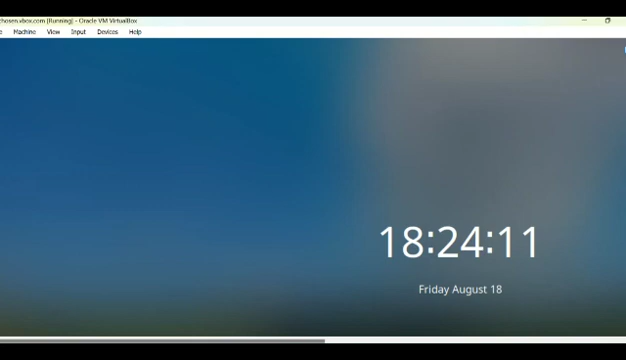 chosen.vbox.com [Running] - Oracle VM VirtualBox
Machine View Input Devices Help
18:24:11
Friday August 18